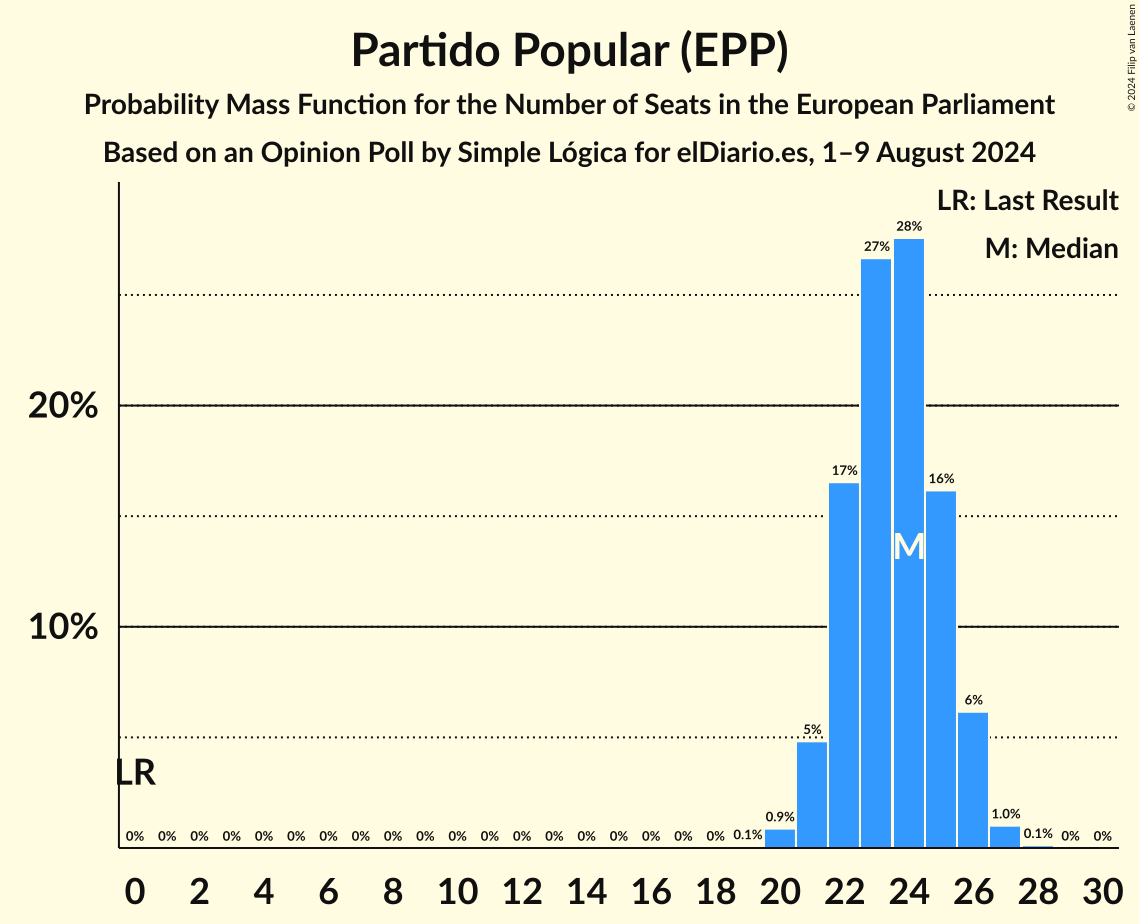 Partido Popular (EPP)
Probability Mass Function for the Number of Seats in the European Parliament
Based on an Opinion Poll by Simple Lógica for elDiario.es, 1–9 August 2024
© 2024 Filip van Laenen
LR: Last Result
M: Median
20%
10%
LR
M
0% 0% 0% 0% 0% 0% 0% 0% 0% 0% 0% 0% 0% 0% 0% 0% 0% 0% 0% 0.1% 0.9% 5% 17% 27% 28% 16% 6% 1.0% 0.1% 0% 0%
0 2 4 6 8 10 12 14 16 18 20 22 24 26 28 30